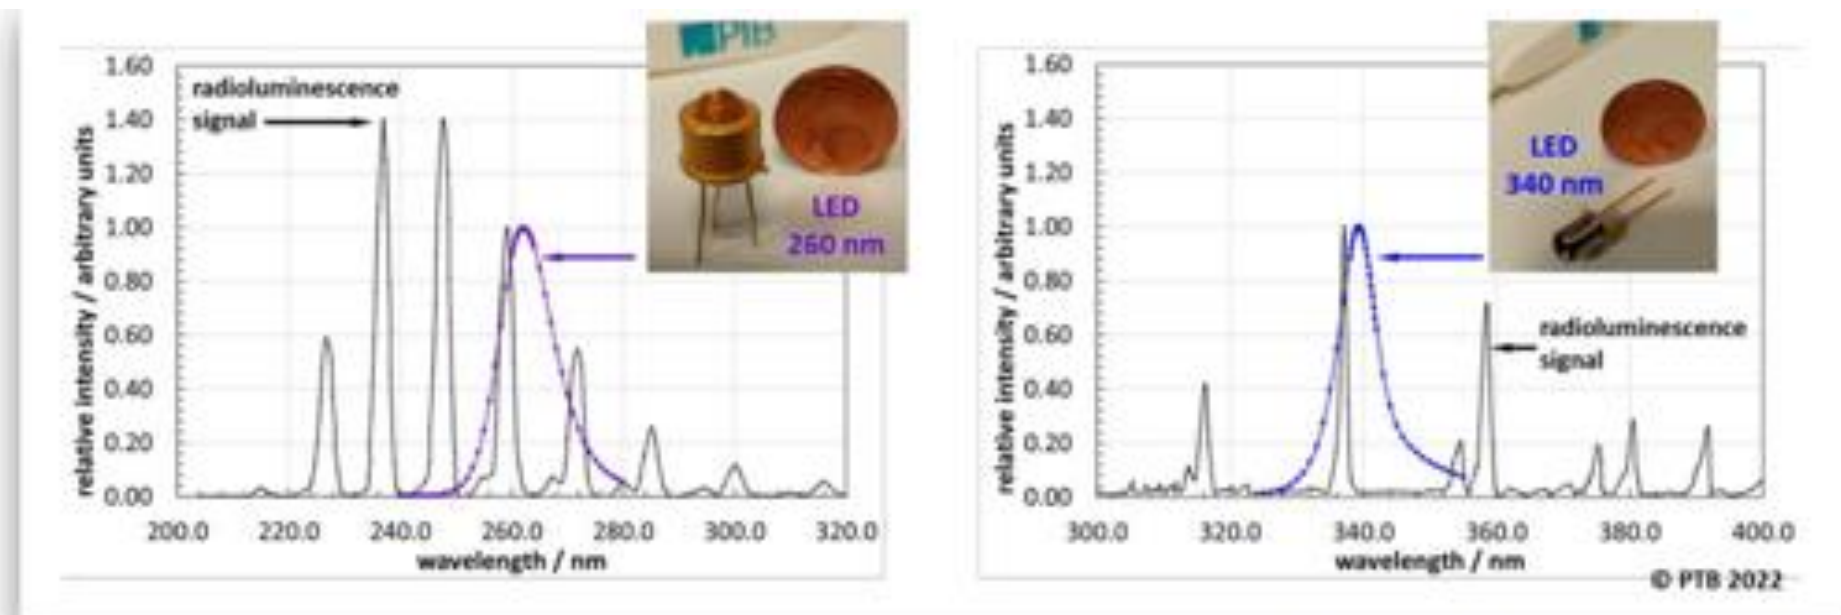 PTB
1.60
1.40
1.20
1.00
0.80
0.60
0.40
0.20
0.00
relative intensity / arbitrary units
radioluminescence
signal
LED
260 nm
200.0 220.0 240.0 260.0 280.0 300.0 320.0
wavelength / nm
1.60
1.40
1.20
1.00
0.80
0.60
0.40
0.20
0.00
relative intensity / arbitrary units
LED
340 nm
radioluminescence
signal
300.0 320.0 340.0 360.0 380.0 400.0
wavelength / nm
© PTB 2022